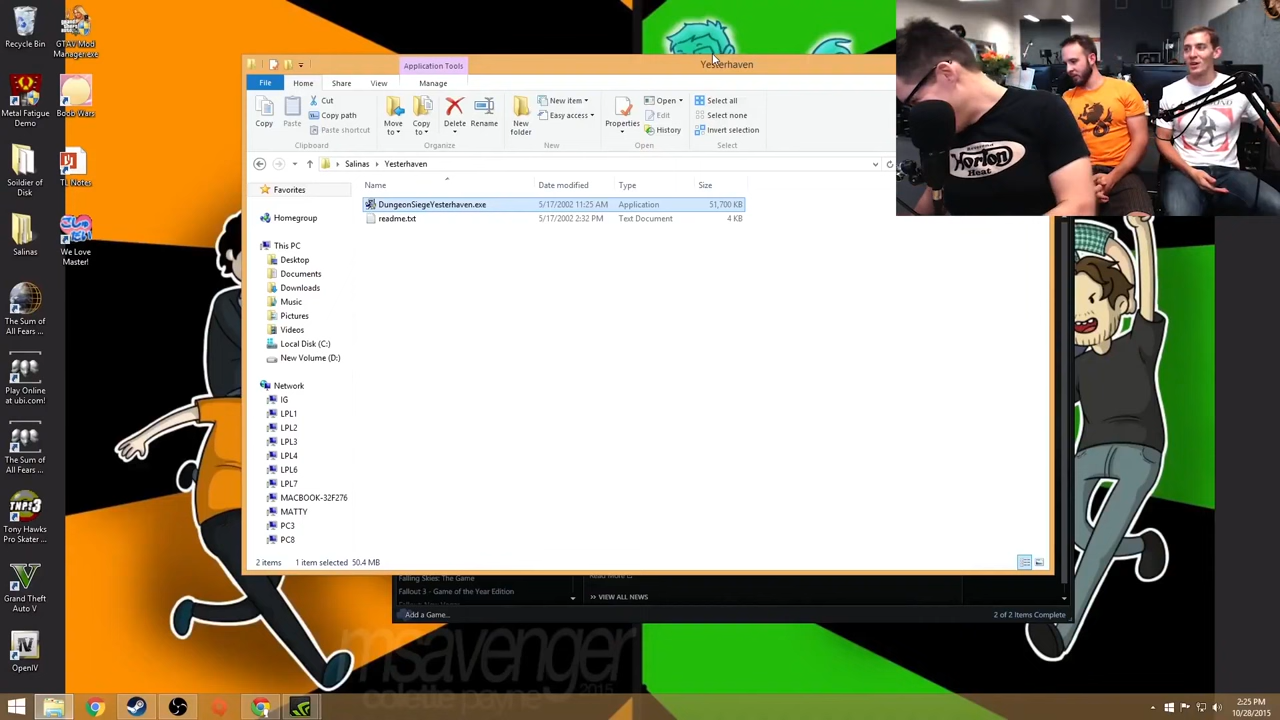 Recycle Bin
GTAV Mod
Manager.exe
Metal Fatigue
Demo
Boob Wars
Soldier of
TL Notes
Salinas
We Love
Master!
The Sum of
All Fears ...
Play Online
at ubi.com!
The Sum of
All Fears ...
Tony Hawks
Pro Skater ...
Grand Theft
Auto V
OpenIV
Application Tools
Yesterhaven
File
Home
Share
View
Manage
Copy
Paste
Cut
Copy path
Paste shortcut
Clipboard
Move
to
Copy
to
Delete
Rename
Organize
New
folder
New item
Easy access
New
Properties
Open
Edit
History
Open
Select all
Select none
Invert selection
Select
Salinas
Yesterhaven
Name
Date modified
Type
Size
DungeonSiegeYesterhaven.exe
5/17/2002 11:25 AM
Application
51,700 KB
readme.txt
5/17/2002 2:32 PM
Text Document
4 KB
Favorites
Homegroup
This PC
Desktop
Documents
Downloads
Music
Pictures
Videos
Local Disk (C:)
New Volume (D:)
Network
IG
LPL1
LPL2
LPL3
LPL4
LPL6
LPL7
MACBOOK-32F276
MATTY
PC3
PC8
2 items
1 item selected 50.4 MB
Falling Skies: The Game
Fallout 3 - Game of the Year Edition
Read More
>> VIEW ALL NEWS
Add a Game...
2 of 2 Items Complete
Norton
Heat
nsavenger
colette peyne
2015
2:25 PM
10/28/2015